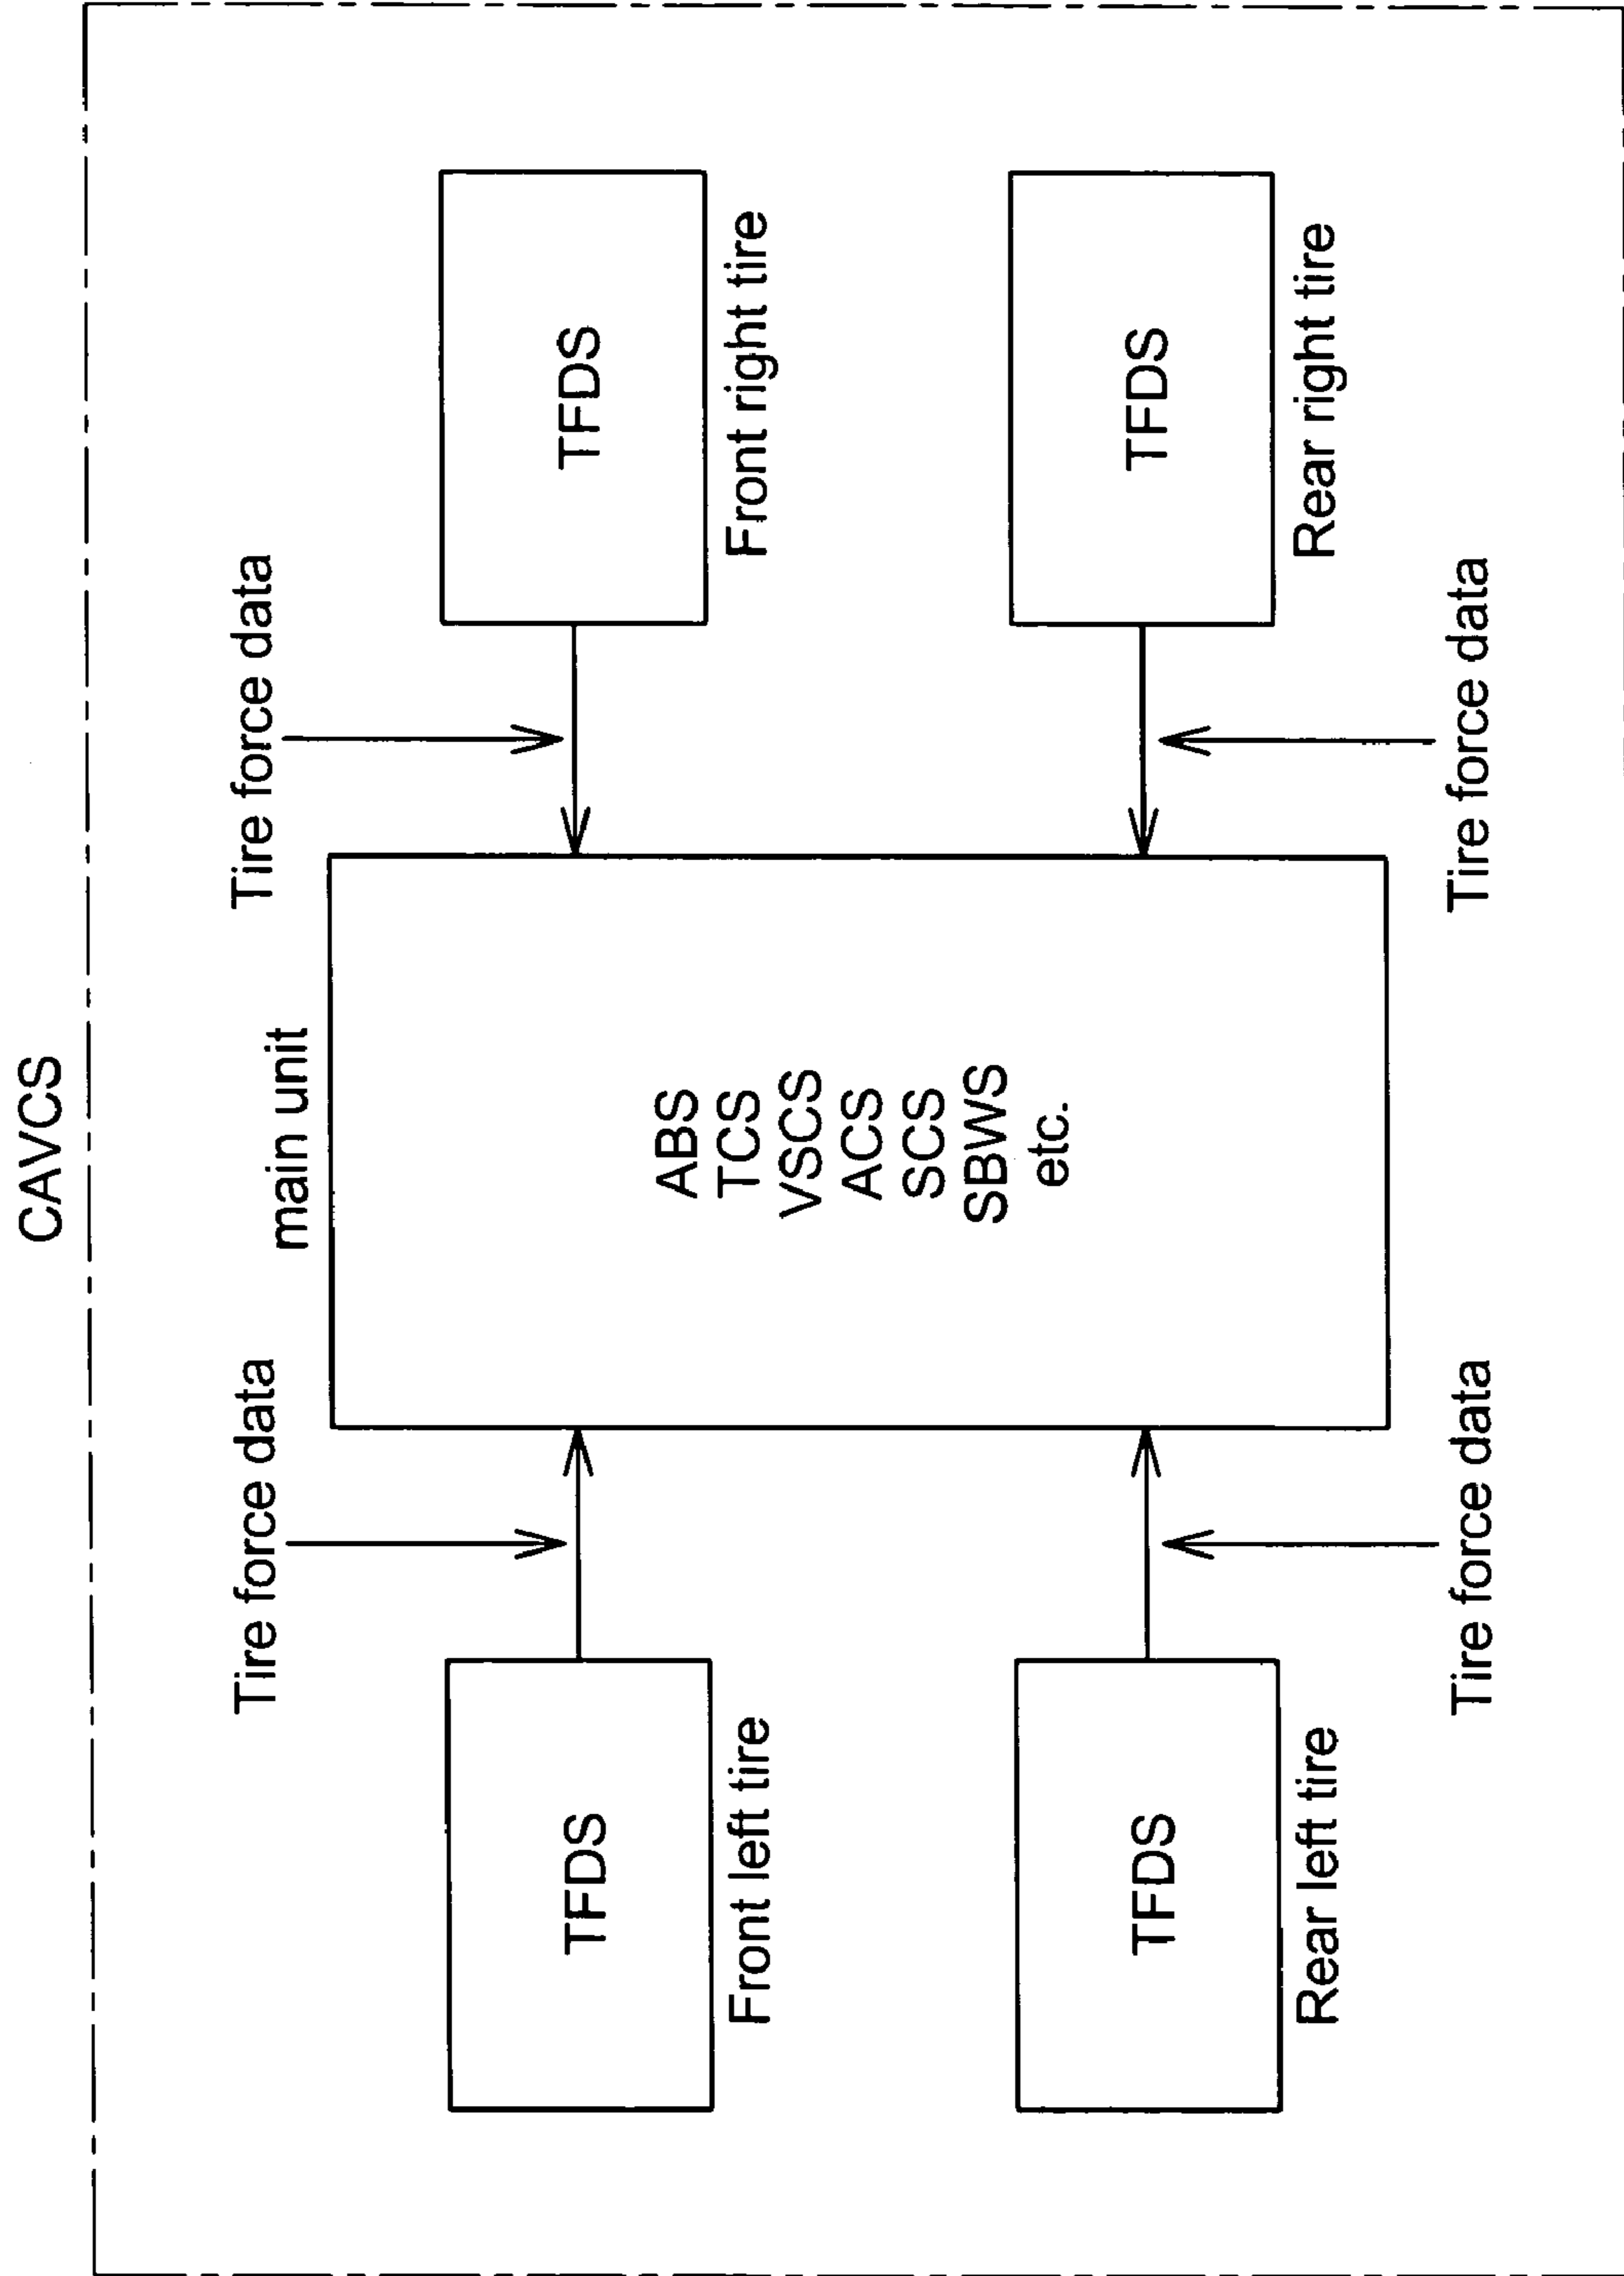 CAVCS
main unit
Tire force data
Tire force data
TFDS
Front left tire
ABS
TCS
VSCS
ACS
SCS
SBWS
etc.
TFDS
Front right tire
TFDS
Rear left tire
TFDS
Rear right tire
Tire force data
Tire force data